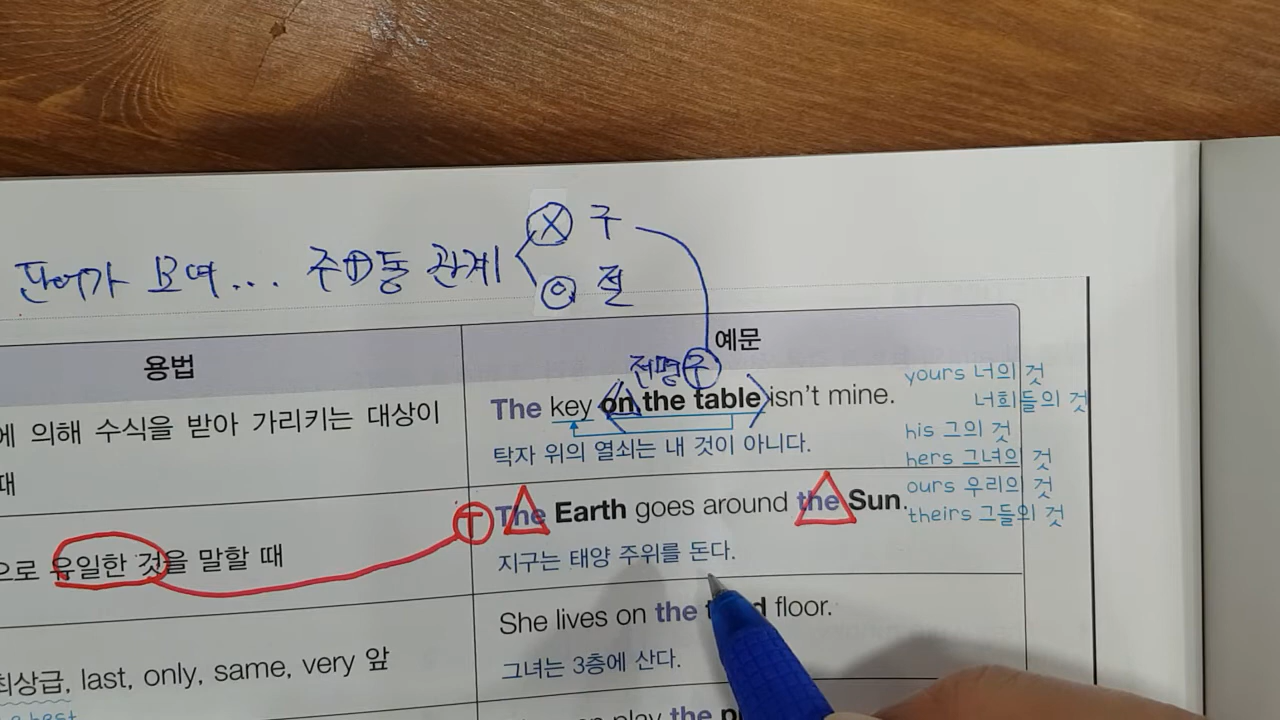 구
단어가 모여... 주⊕동 관계
X
절
O
용법
예문
전명구
에 의해 수식을 받아 가리키는 대상이
때
The key on the table isn't mine.
탁자 위의 열쇠는 내 것이 아니다.
yours 너의 것
너희들의 것
his 그의 것
hers 그녀의 것
ours 우리의 것
theirs 그들의 것
으로 유일한 것을 말할 때
T
The Earth goes around the Sun.
지구는 태양 주위를 돈다.
최상급, last, only, same, very 앞
She lives on the floor.
그녀는 3층에 산다.
best
play the